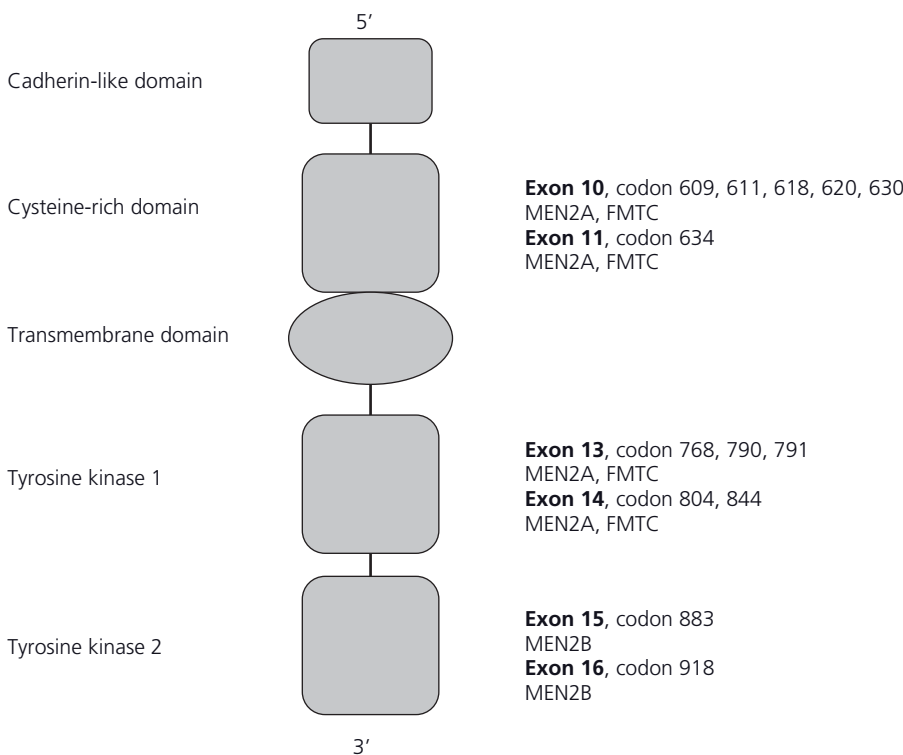 5′
Cadherin-like domain
Cysteine-rich domain
Exon 10, codon 609, 611, 618, 620, 630
MEN2A, FMTC
Exon 11, codon 634
MEN2A, FMTC
Transmembrane domain
Tyrosine kinase 1
Exon 13, codon 768, 790, 791
MEN2A, FMTC
Exon 14, codon 804, 844
MEN2A, FMTC
Tyrosine kinase 2
Exon 15, codon 883
MEN2B
Exon 16, codon 918
MEN2B
3′